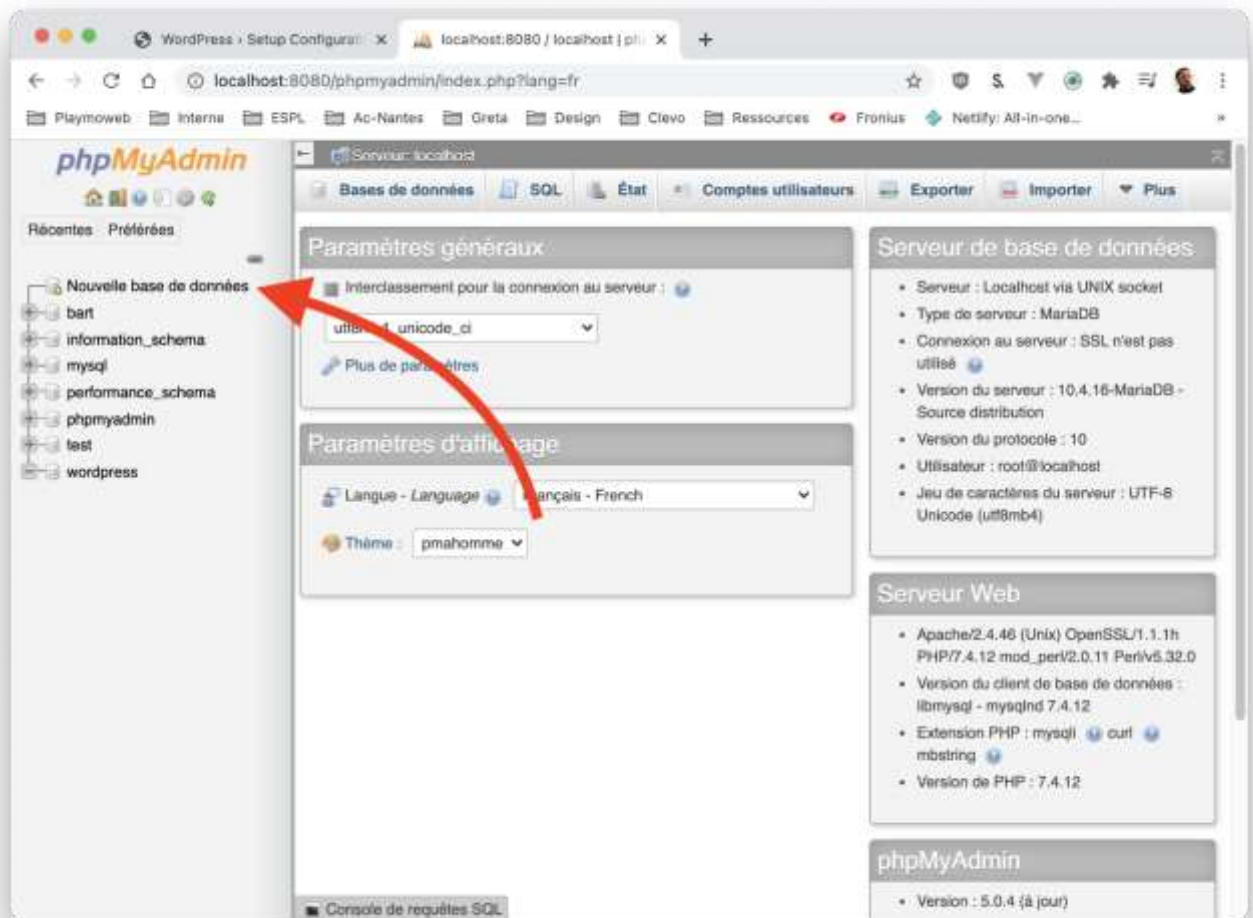 WordPress › Setup Configurati
localhost:8080 / localhost | ph
localhost:8080/phpmyadmin/index.php?lang=fr
Playmoweb Interne ESPL Ac-Nantes Greta Design Clevo Ressources Fronius Netlify: All-in-one...
phpMyAdmin
Récentes Préférées
Nouvelle base de données
bart
information_schema
mysql
performance_schema
phpmyadmin
test
wordpress
Serveur: localhost
Bases de données SQL État Comptes utilisateurs Exporter Importer Plus
Paramètres généraux
Interclassement pour la connexion au serveur :
unicode_ci
Plus de paramètres
Paramètres d'affichage
Langue - Language
Français - French
Thème : pmahomme
Serveur de base de données
Serveur : Localhost via UNIX socket
Type de serveur : MariaDB
Connexion au serveur : SSL n'est pas
utilisé
Version du serveur : 10.4.16-MariaDB -
Source distribution
Version du protocole : 10
Utilisateur : root@localhost
Jeu de caractères du serveur : UTF-8
Unicode (utf8mb4)
Serveur Web
Apache/2.4.46 (Unix) OpenSSL/1.1.1h
PHP/7.4.12 mod_perl/2.0.11 Perl/v5.32.0
Version du client de base de données :
libmysql - mysqlnd 7.4.12
Extension PHP : mysqli curl
mbstring
Version de PHP : 7.4.12
phpMyAdmin
Version : 5.0.4 (à jour)
Console de requêtes SQL